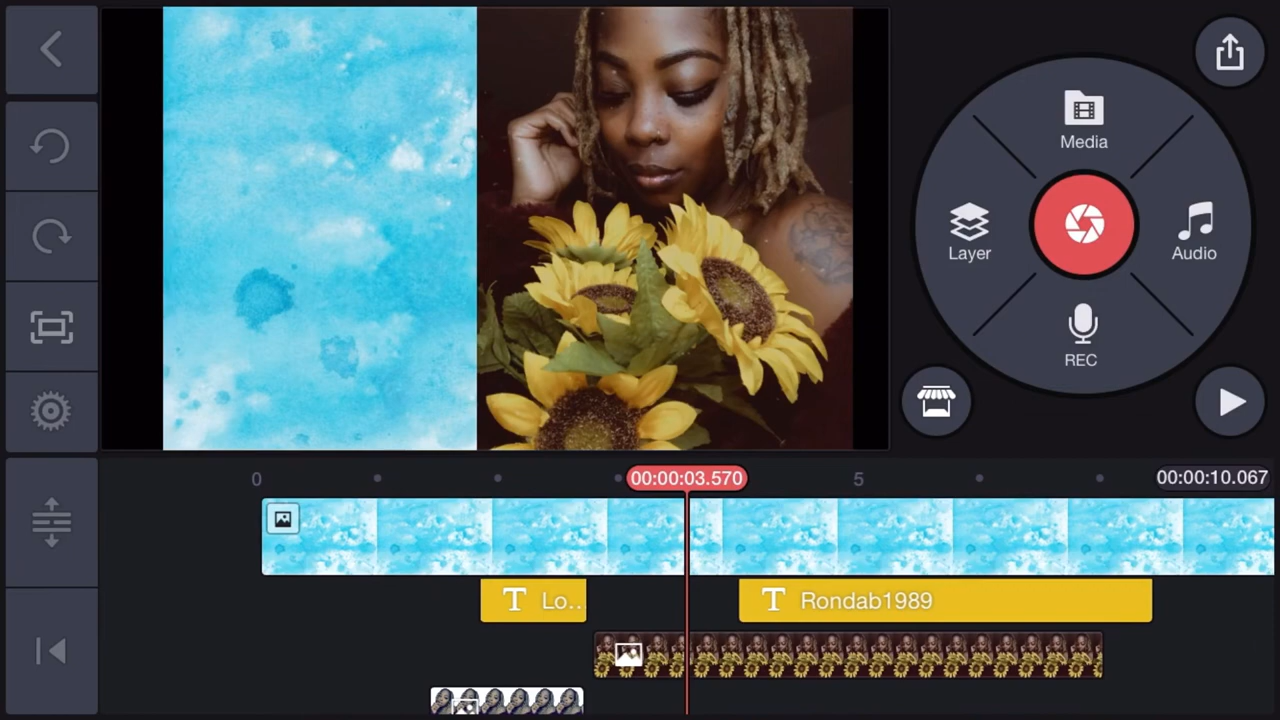 Media
Layer
Audio
REC
0
00:00:03.570
5
00:00:10.067
T Lo..
T Rondab1989